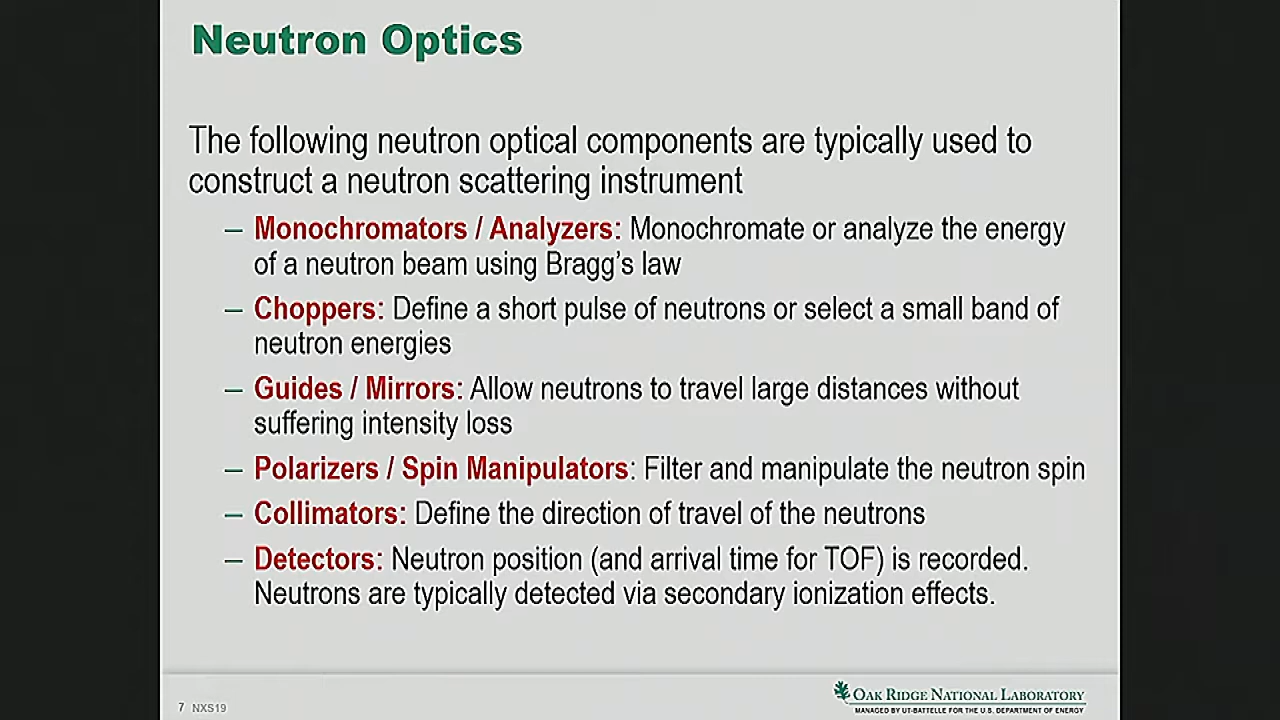 Neutron Optics
The following neutron optical components are typically used to
construct a neutron scattering instrument
– Monochromators / Analyzers: Monochromate or analyze the energy
of a neutron beam using Bragg’s law
– Choppers: Define a short pulse of neutrons or select a small band of
neutron energies
– Guides / Mirrors: Allow neutrons to travel large distances without
suffering intensity loss
– Polarizers / Spin Manipulators: Filter and manipulate the neutron spin
– Collimators: Define the direction of travel of the neutrons
– Detectors: Neutron position (and arrival time for TOF) is recorded.
Neutrons are typically detected via secondary ionization effects.
7 NXS19
OAK RIDGE NATIONAL LABORATORY
MANAGED BY UT-BATTELLE FOR THE U.S. DEPARTMENT OF ENERGY